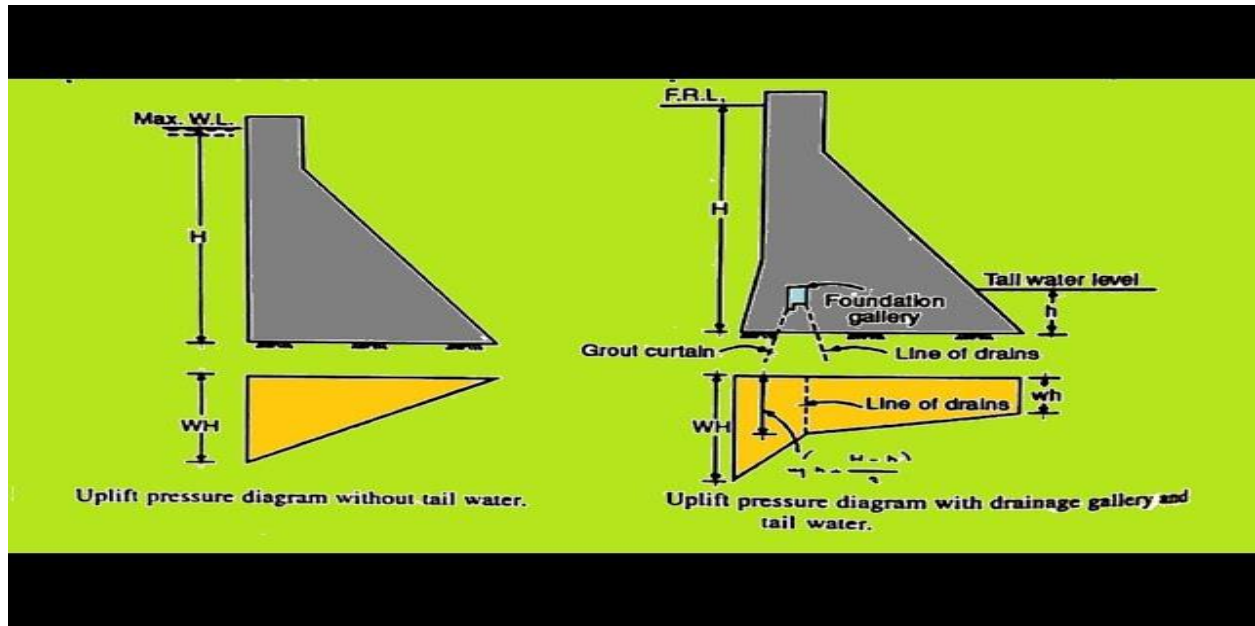 Max. W.L.
H
WH
Uplift pressure diagram without tail water.
F.R.L.
H
Tail water level
h
Foundation
gallery
Grout curtain
Line of drains
wh
Line of drains
WH
Uplift pressure diagram with drainage gallery and
tail water.